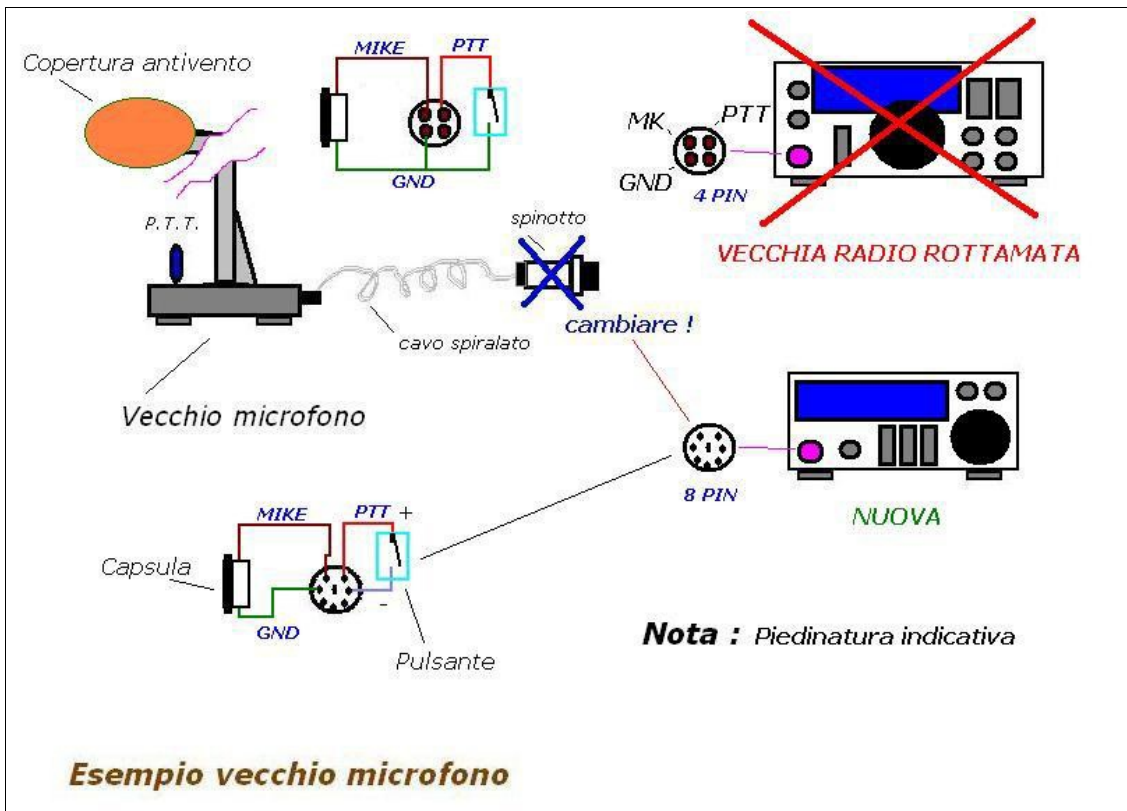 Copertura antivento
MIKE
PTT
GND
MK
PTT
GND
4 PIN
VECCHIA RADIO ROTTAMATA
P.T.T.
spinotto
cambiare !
cavo spiralato
Vecchio microfono
8 PIN
NUOVA
MIKE
PTT +
Capsula
-
GND
Pulsante
Nota : Piedinatura indicativa
Esempio vecchio microfono